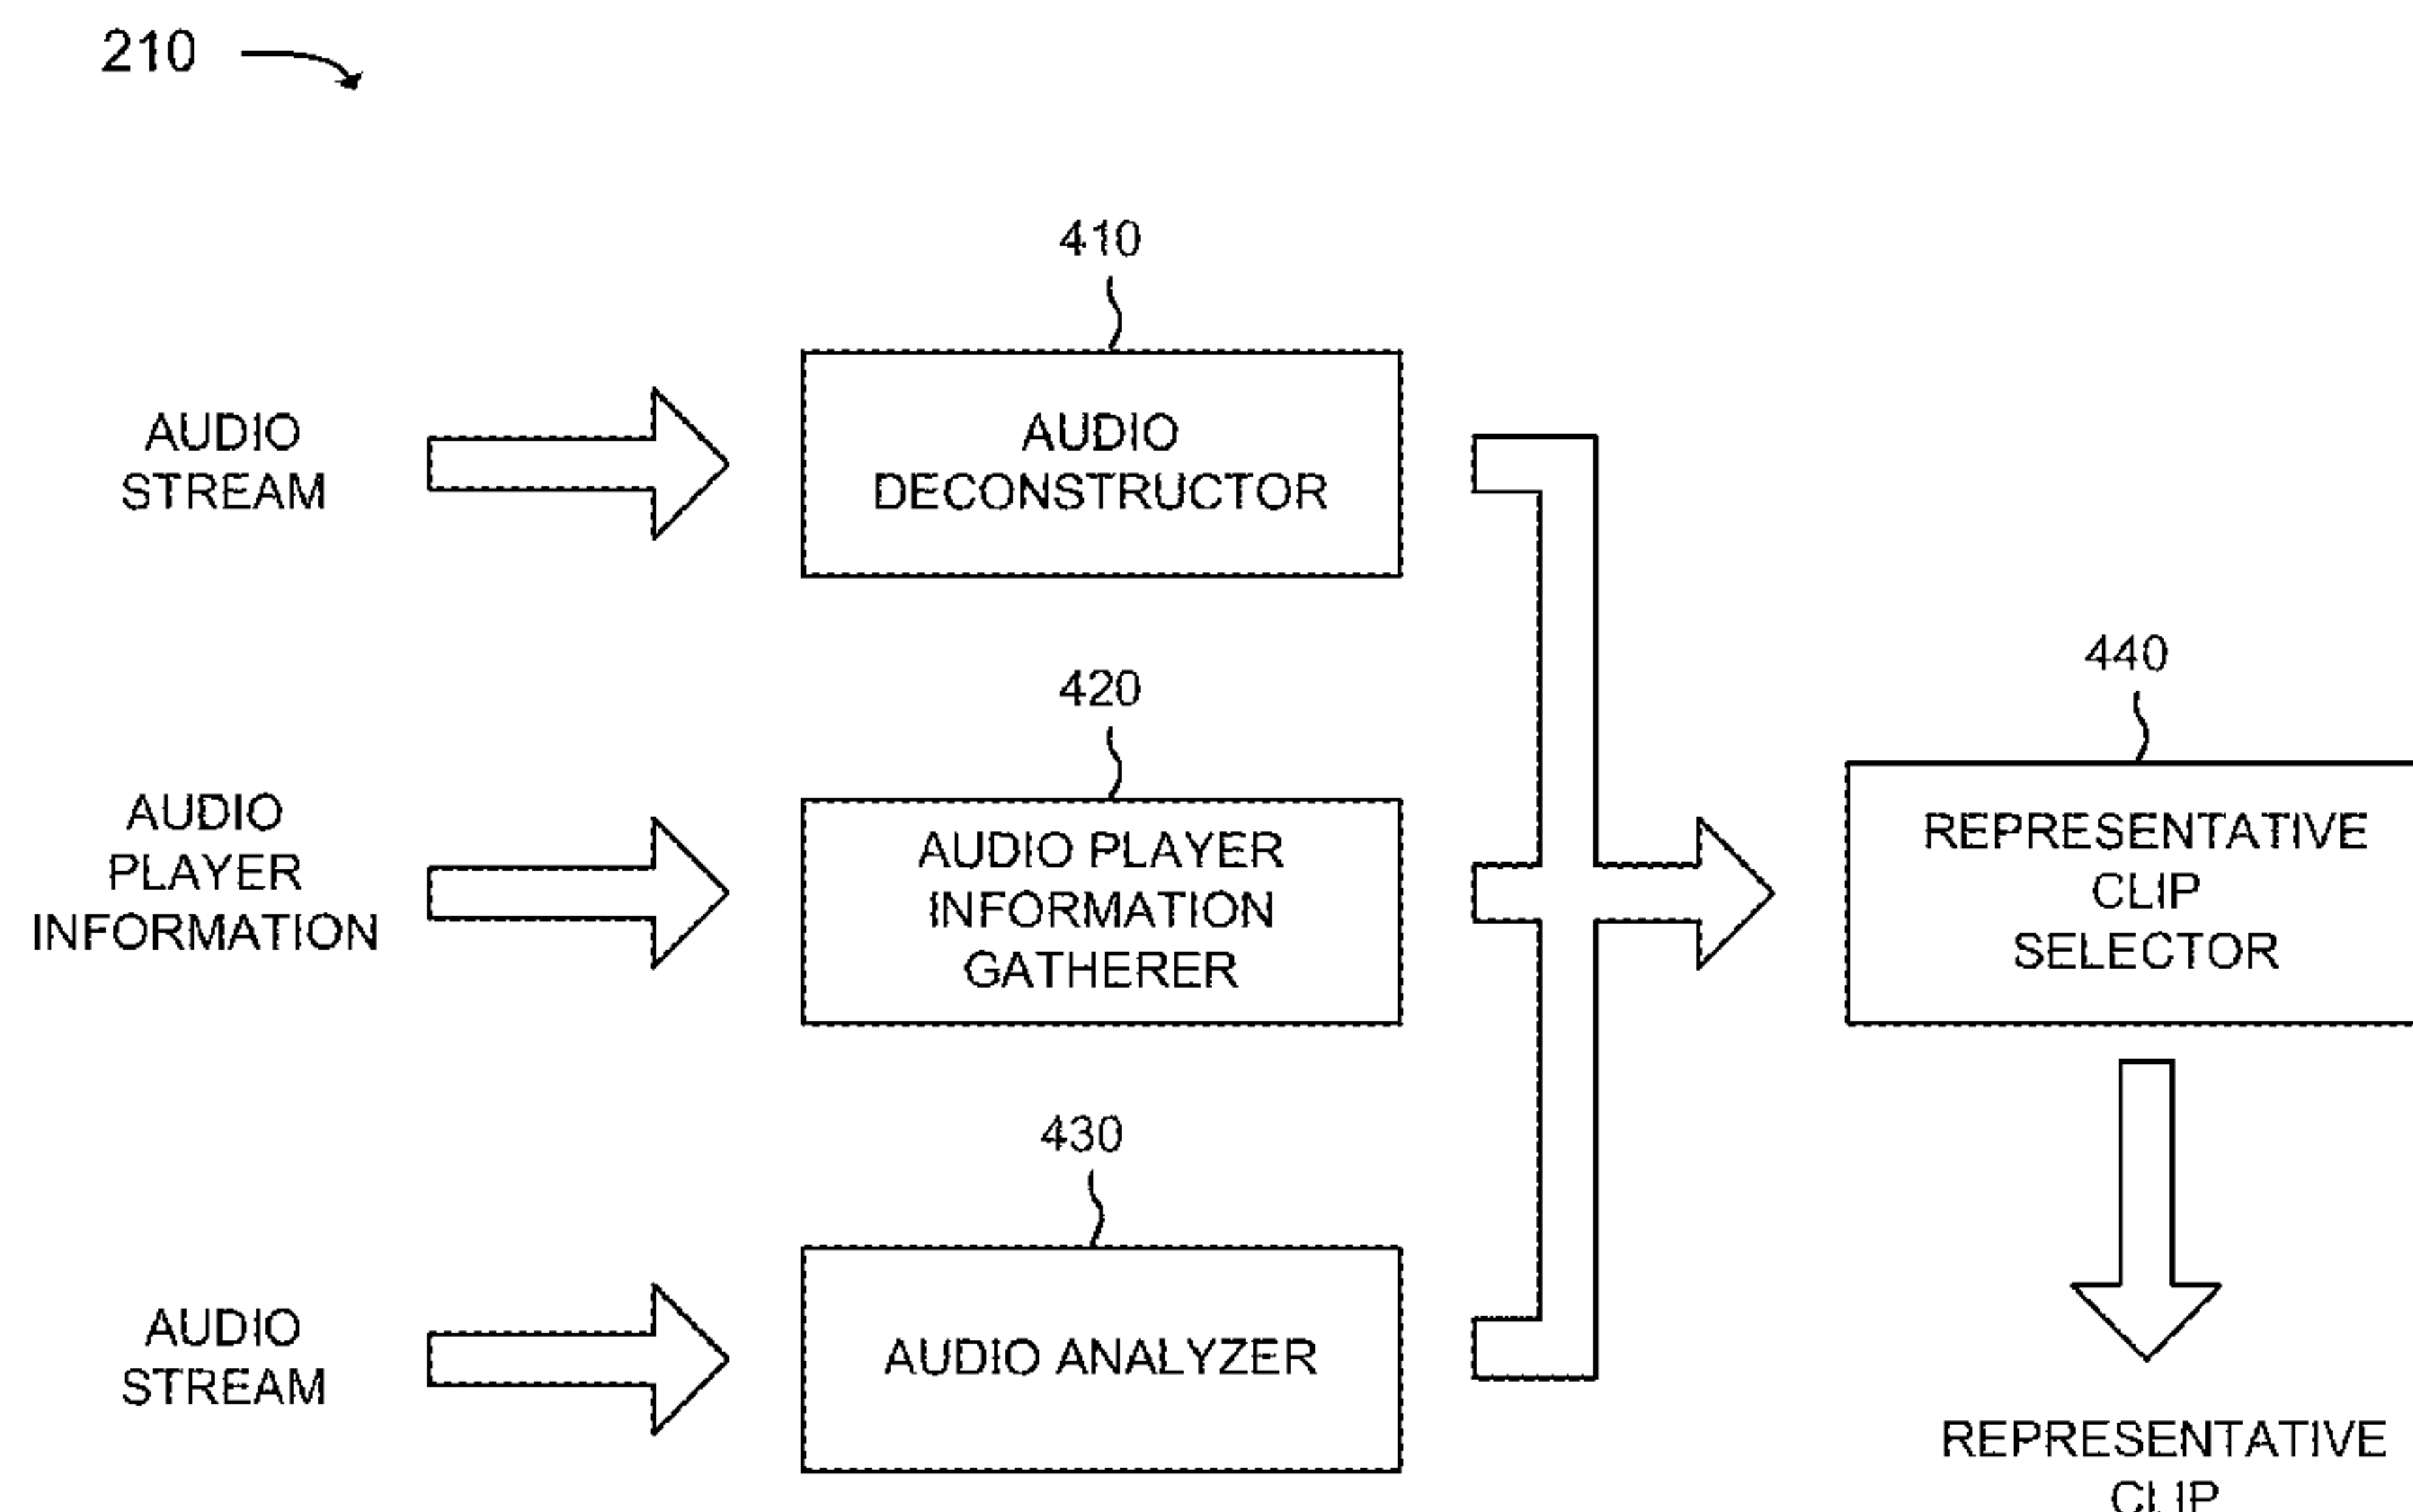 210
410
AUDIO
STREAM
AUDIO
DECONSTRUCTOR
420
440
AUDIO
PLAYER
INFORMATION
AUDIO PLAYER
INFORMATION
GATHERER
REPRESENTATIVE
CLIP
SELECTOR
430
AUDIO
STREAM
AUDIO ANALYZER
REPRESENTATIVE
CLIP